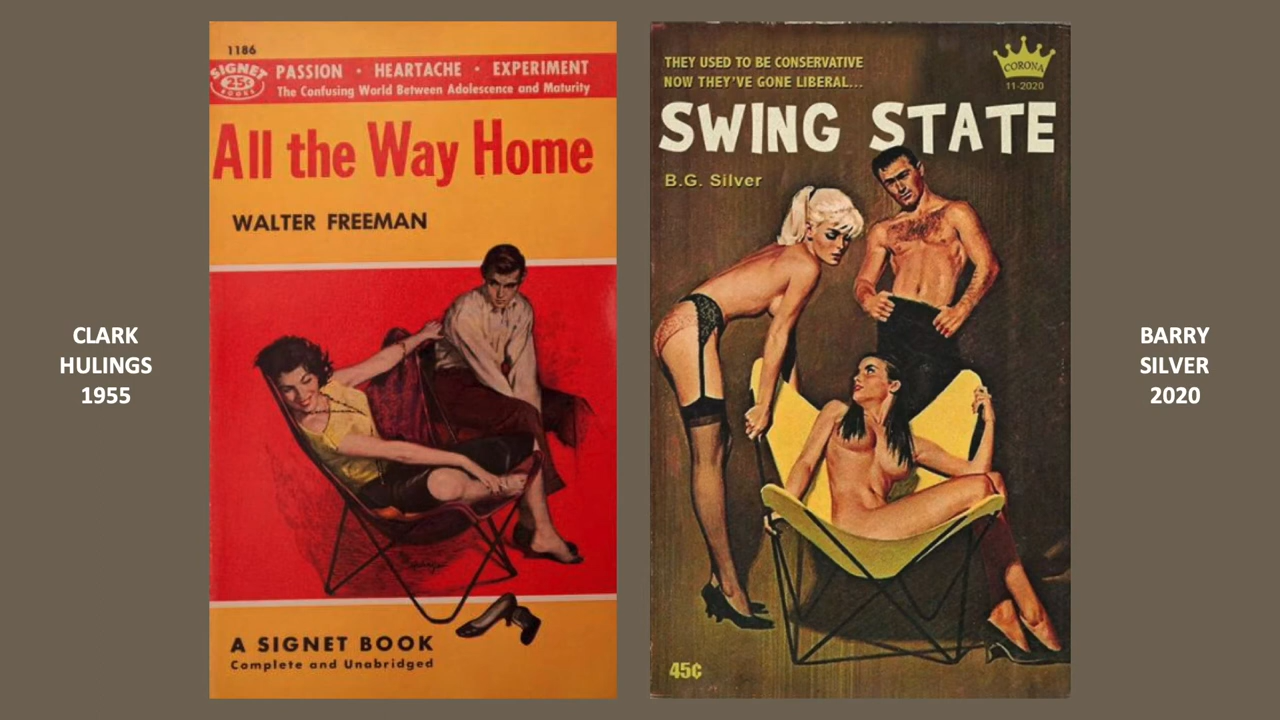 CLARK
HULINGS
1955
1186
SIGNET
25¢
BOOKS
PASSION · HEARTACHE · EXPERIMENT
The Confusing World Between Adolescence and Maturity
All the Way Home
WALTER FREEMAN
A SIGNET BOOK
Complete and Unabridged
THEY USED TO BE CONSERVATIVE
NOW THEY'VE GONE LIBERAL...
CORONA
11-2020
SWING STATE
B.G. Silver
45¢
BARRY
SILVER
2020